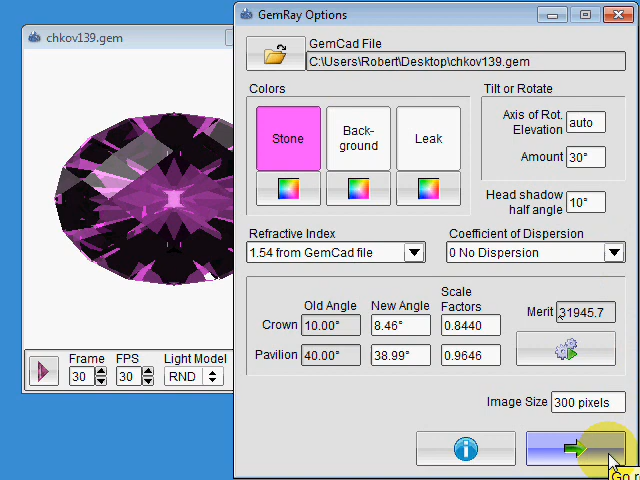 chkov139.gem
GemRay Options
GemCad File
C:\Users\Robert\Desktop\chkov139.gem
Colors
Stone
Back-
ground
Leak
Tilt or Rotate
Axis of Rot.
Elevation
auto
Amount
30°
Head shadow
half angle
10°
Refractive Index
1.54 from GemCad file
Coefficient of Dispersion
0 No Dispersion
Old Angle
New Angle
Scale
Factors
Crown
10.00°
8.46°
0.8440
Pavilion
40.00°
38.99°
0.9646
Merit
31945.7
Image Size
300 pixels
Frame
FPS
Light Model
30
30
RND
Go